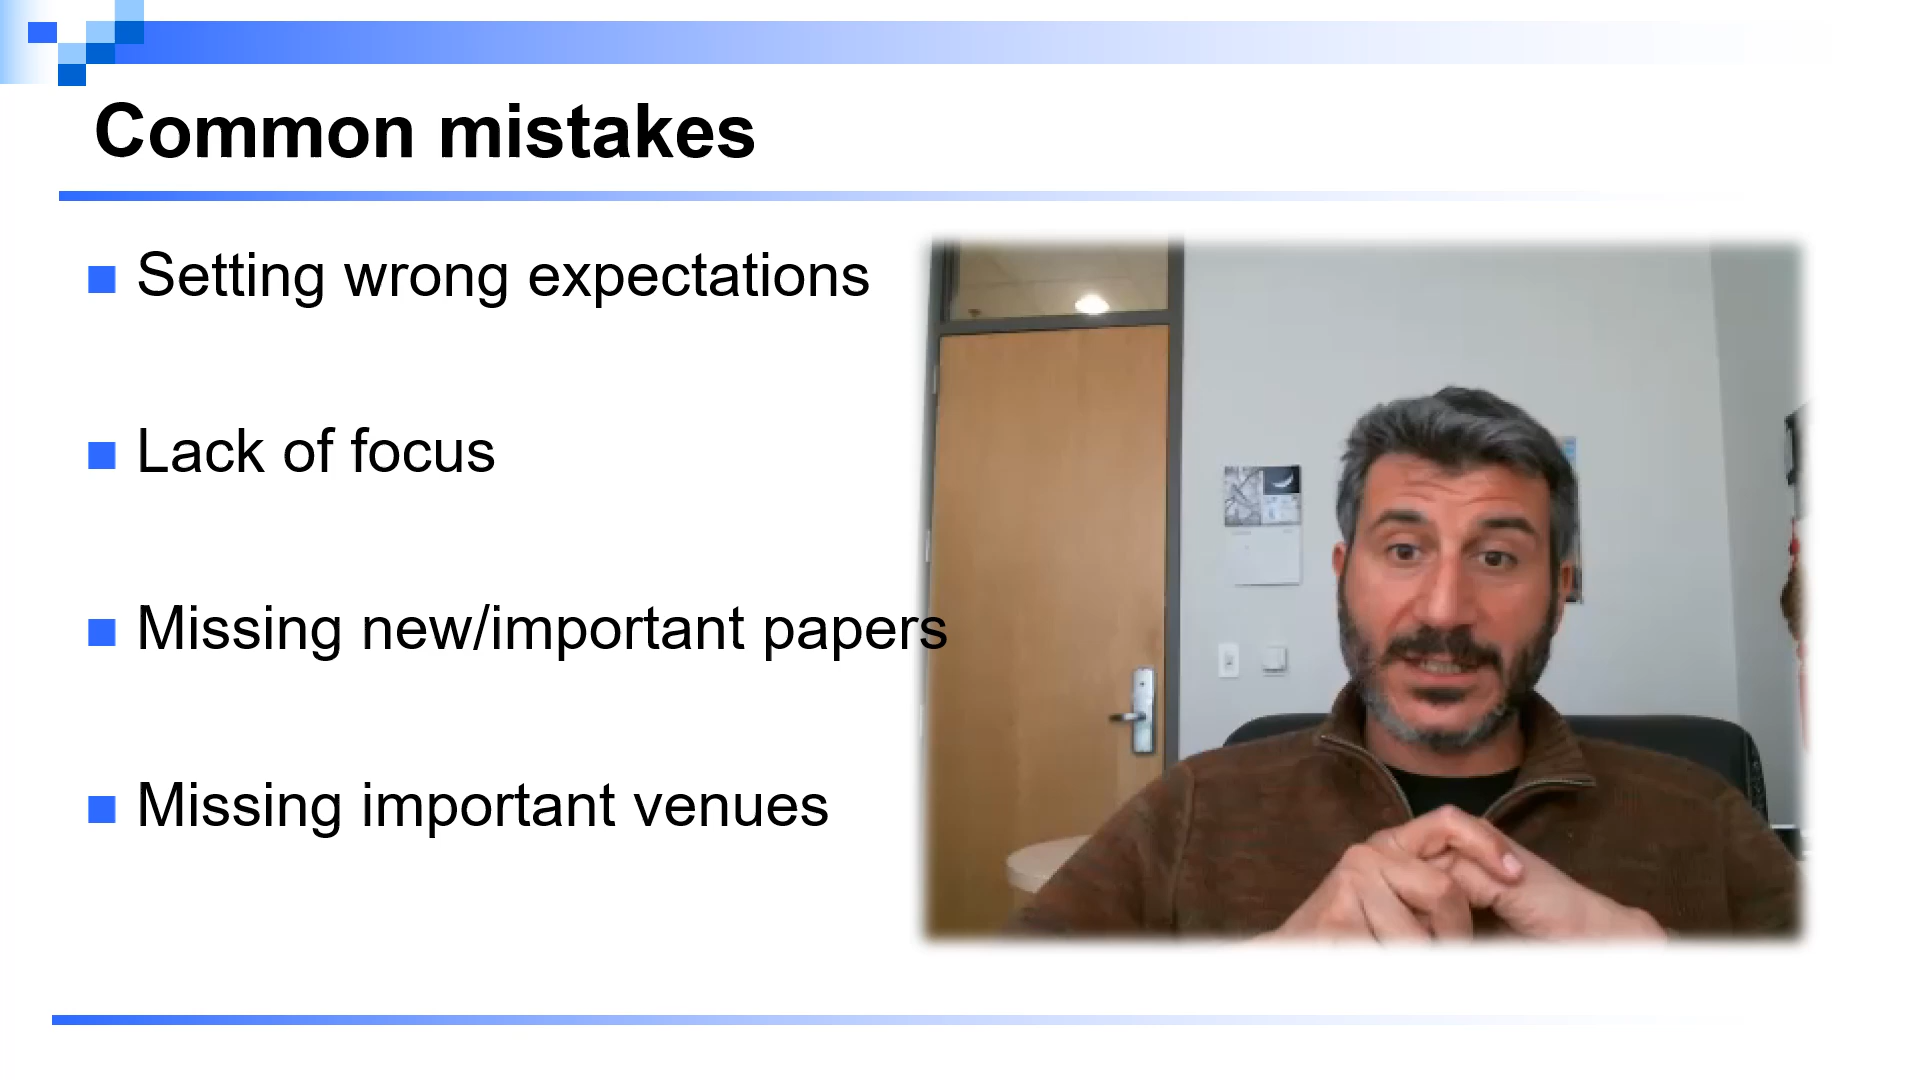 Common mistakes
Setting wrong expectations
Lack of focus
Missing new/important papers
Missing important venues